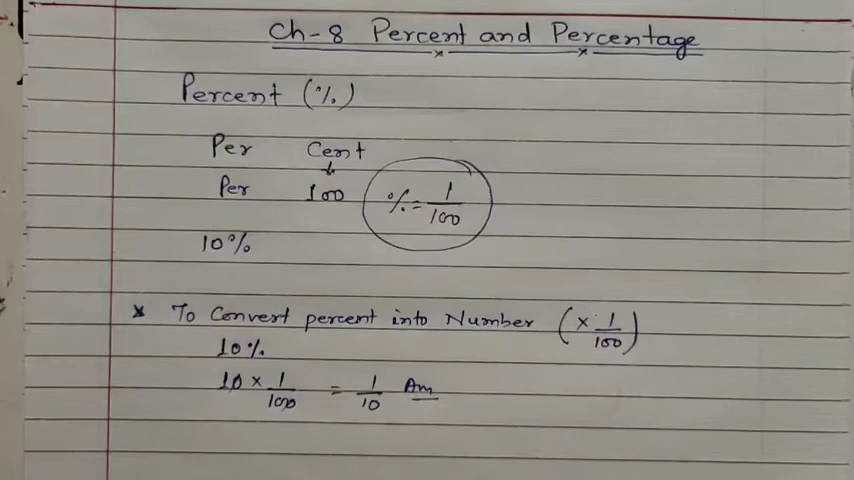 Ch-8 Percent and Percentage
Percent (%)
Per Cent
↓
Per 100 % = 1/100
10%
* To Convert percent into Number (× 1/100)
10%
10 × 1/100 = 1/10 Ans